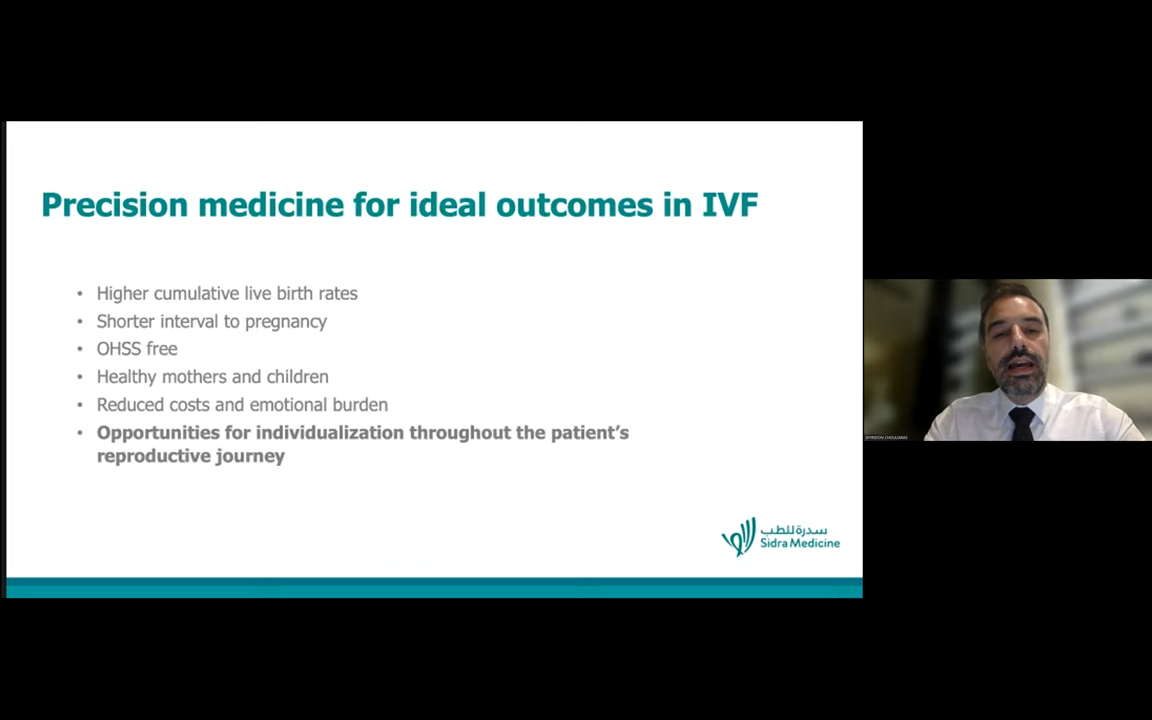 Precision medicine for ideal outcomes in IVF
• Higher cumulative live birth rates
• Shorter interval to pregnancy
• OHSS free
• Healthy mothers and children
• Reduced costs and emotional burden
• Opportunities for individualization throughout the patient's
reproductive journey
سدرة للطب
Sidra Medicine
SPYRIDON CHOULIARAS